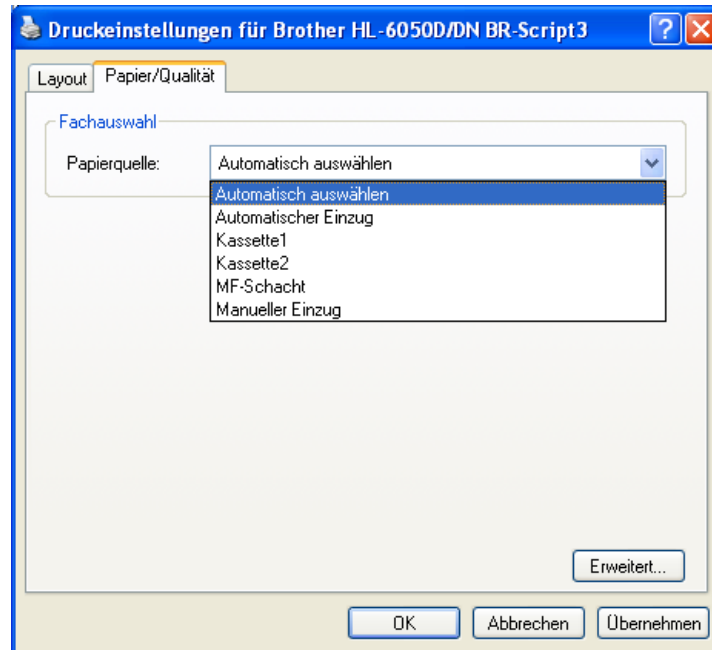 Druckeinstellungen für Brother HL-6050D/DN BR-Script3
Layout Papier/Qualität
Fachauswahl
Papierquelle: Automatisch auswählen
Automatisch auswählen
Automatischer Einzug
Kassette1
Kassette2
MF-Schacht
Manueller Einzug
Erweitert...
OK Abbrechen Übernehmen